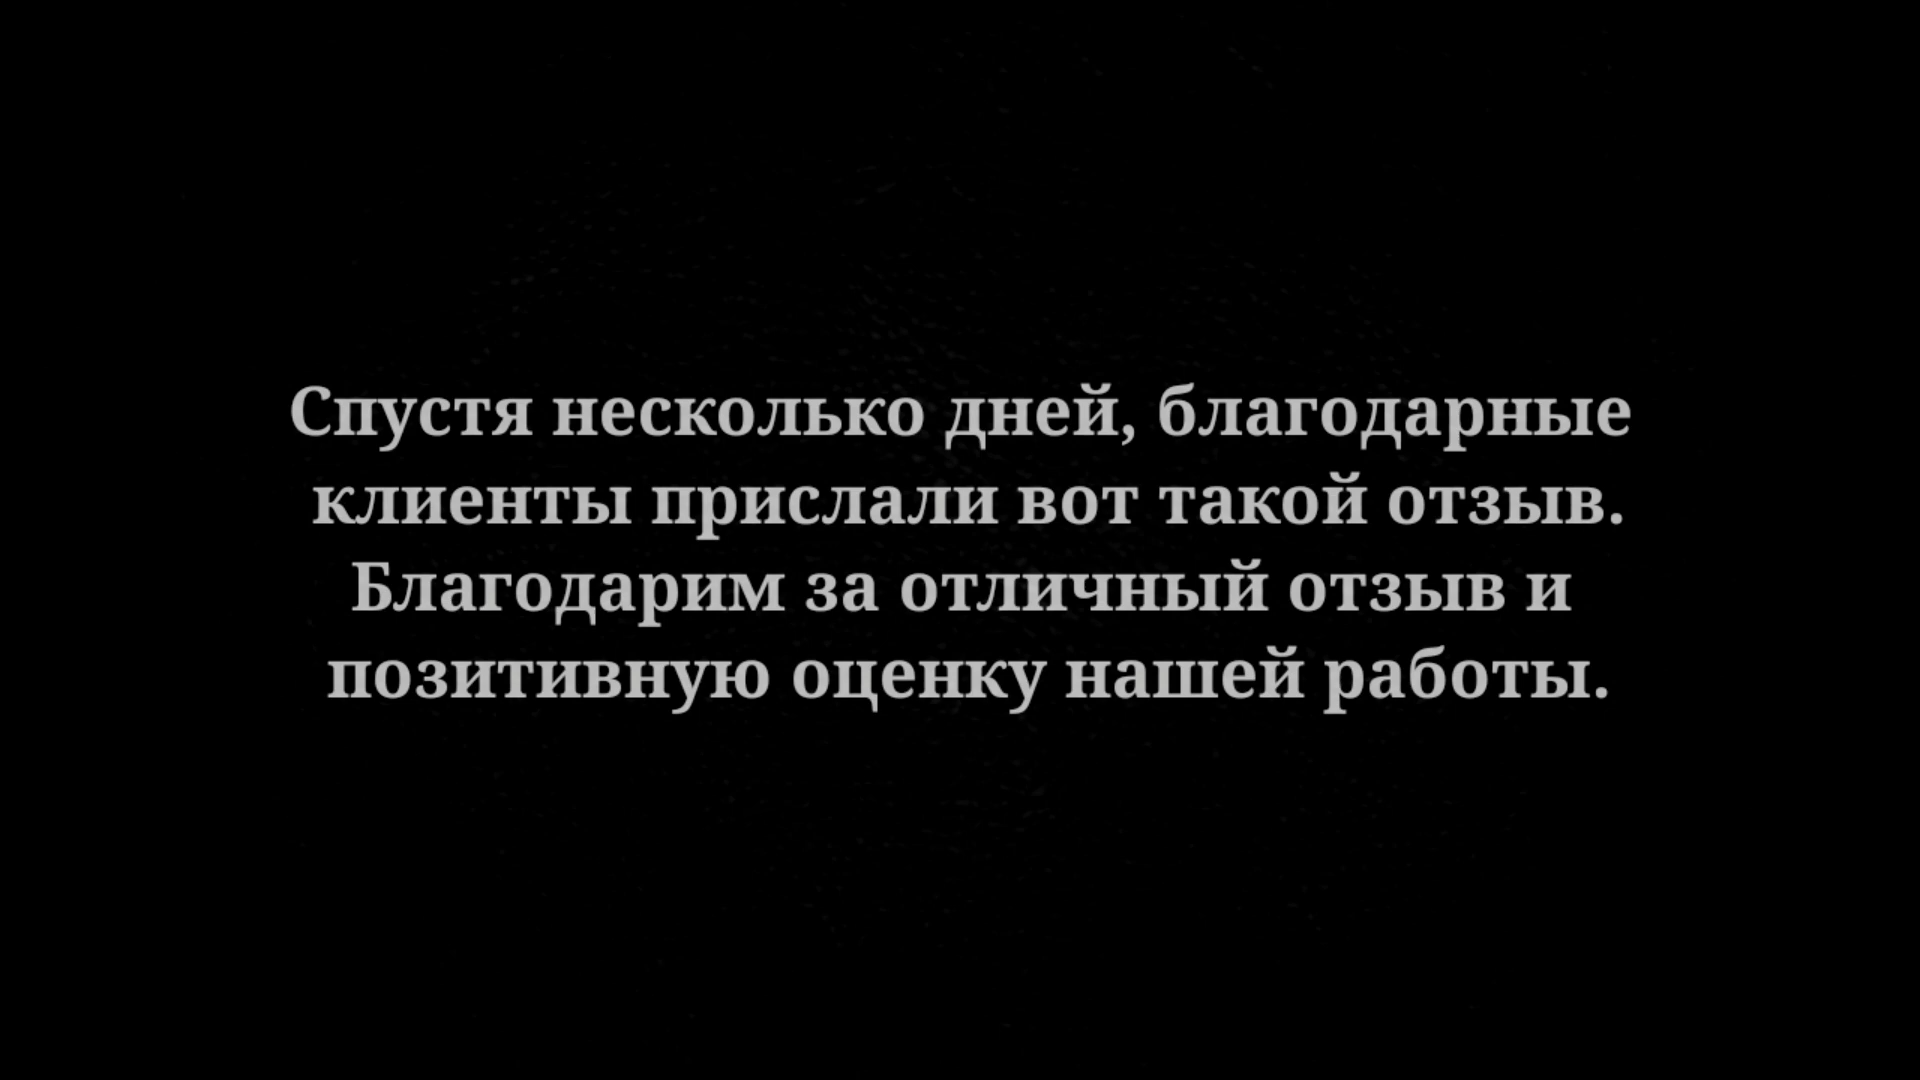 Спустя несколько дней, благодарные
клиенты прислали вот такой отзыв.
Благодарим за отличный отзыв и
позитивную оценку нашей работы.